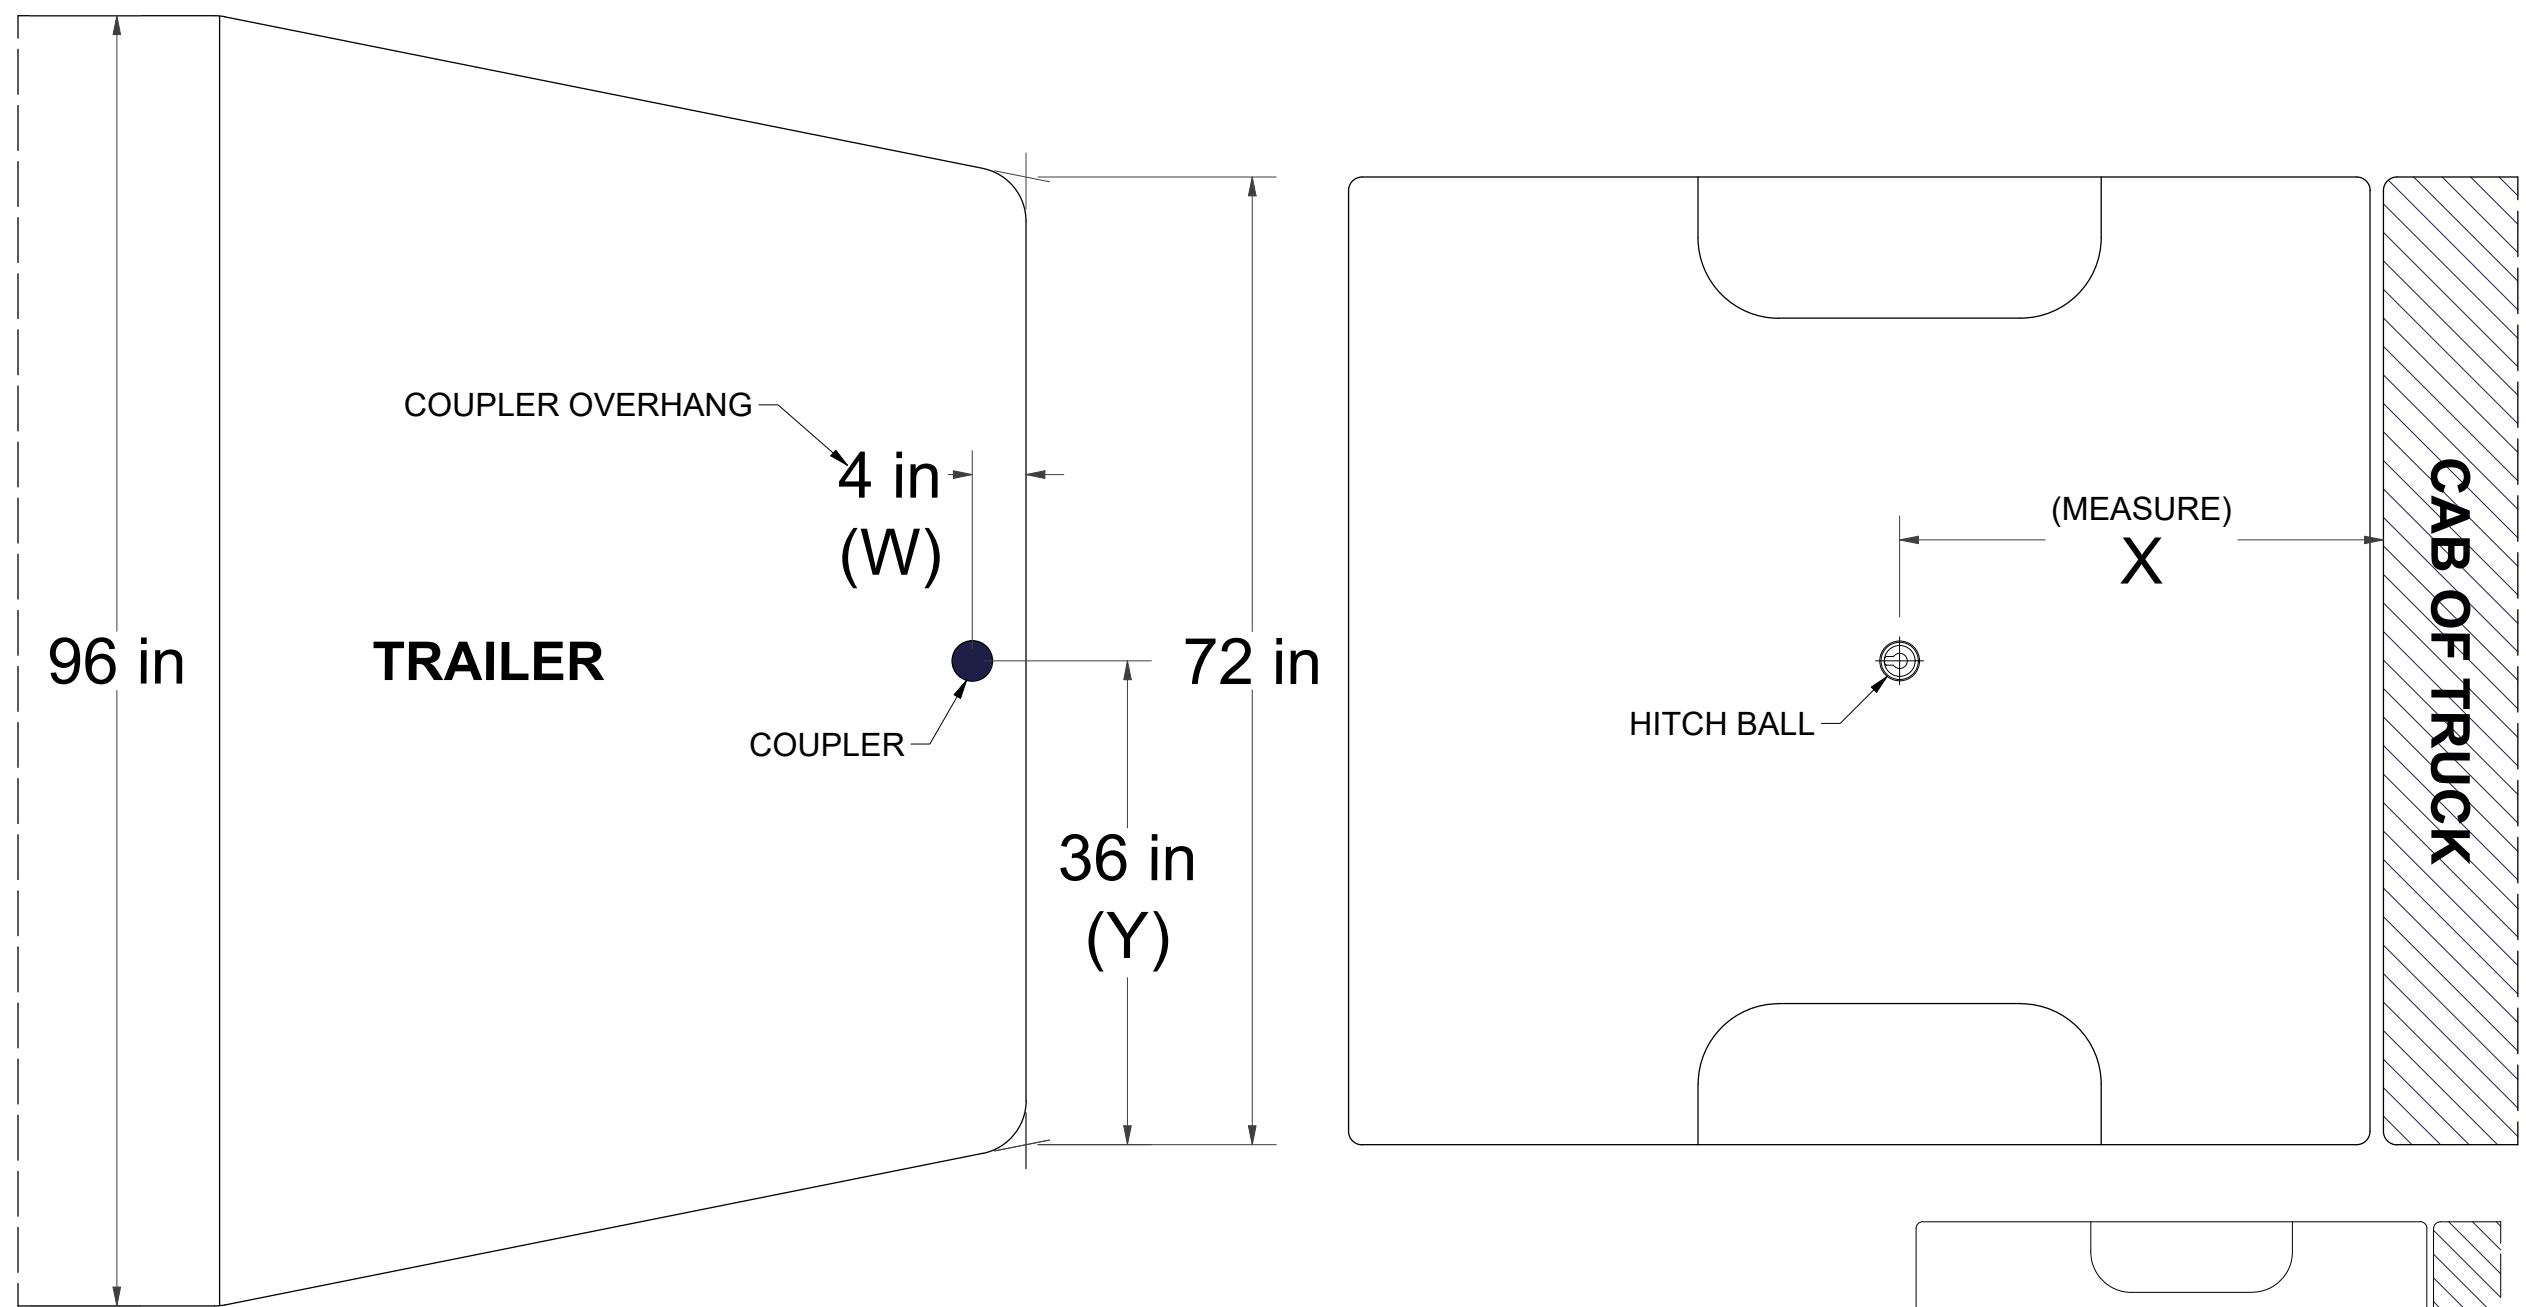 COUPLER OVERHANG
4 in
(W)
(MEASURE)
X
96 in
TRAILER
72 in
CAB OF TRUCK
HITCH BALL
COUPLER
36 in
(Y)